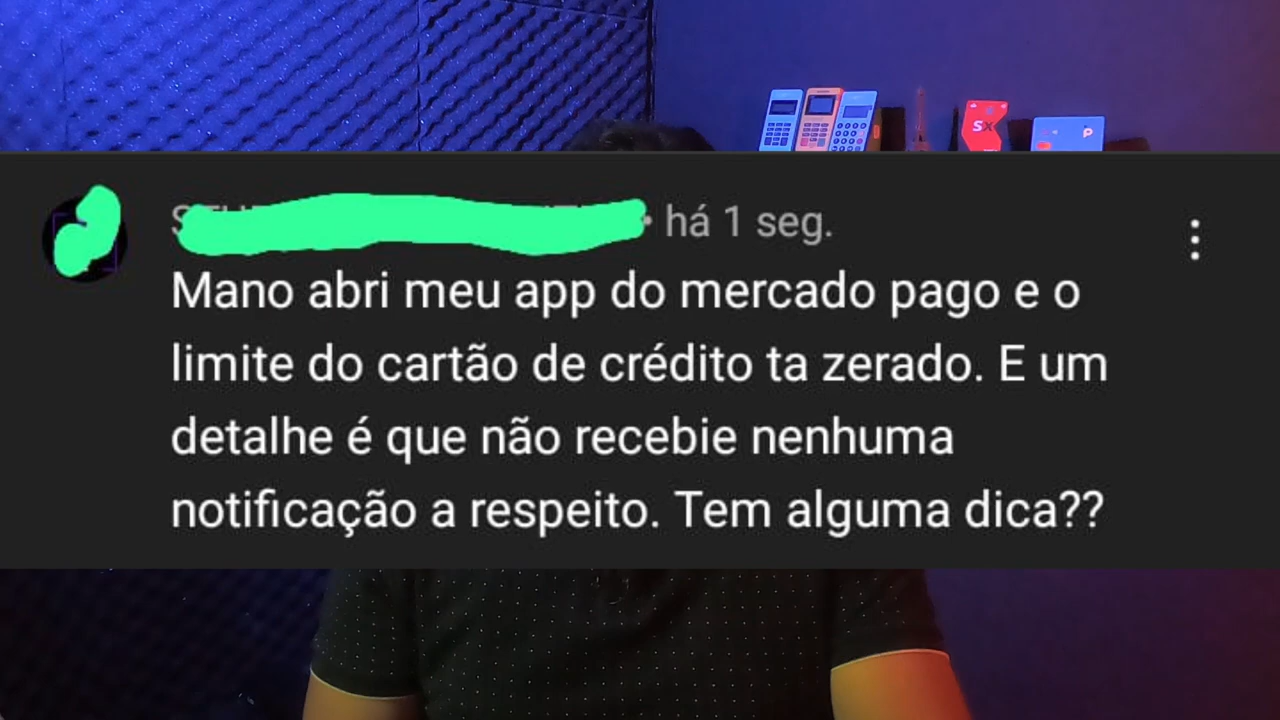 SX
há 1 seg.
Mano abri meu app do mercado pago e o
limite do cartão de crédito ta zerado. E um
detalhe é que não recebie nenhuma
notificação a respeito. Tem alguma dica??